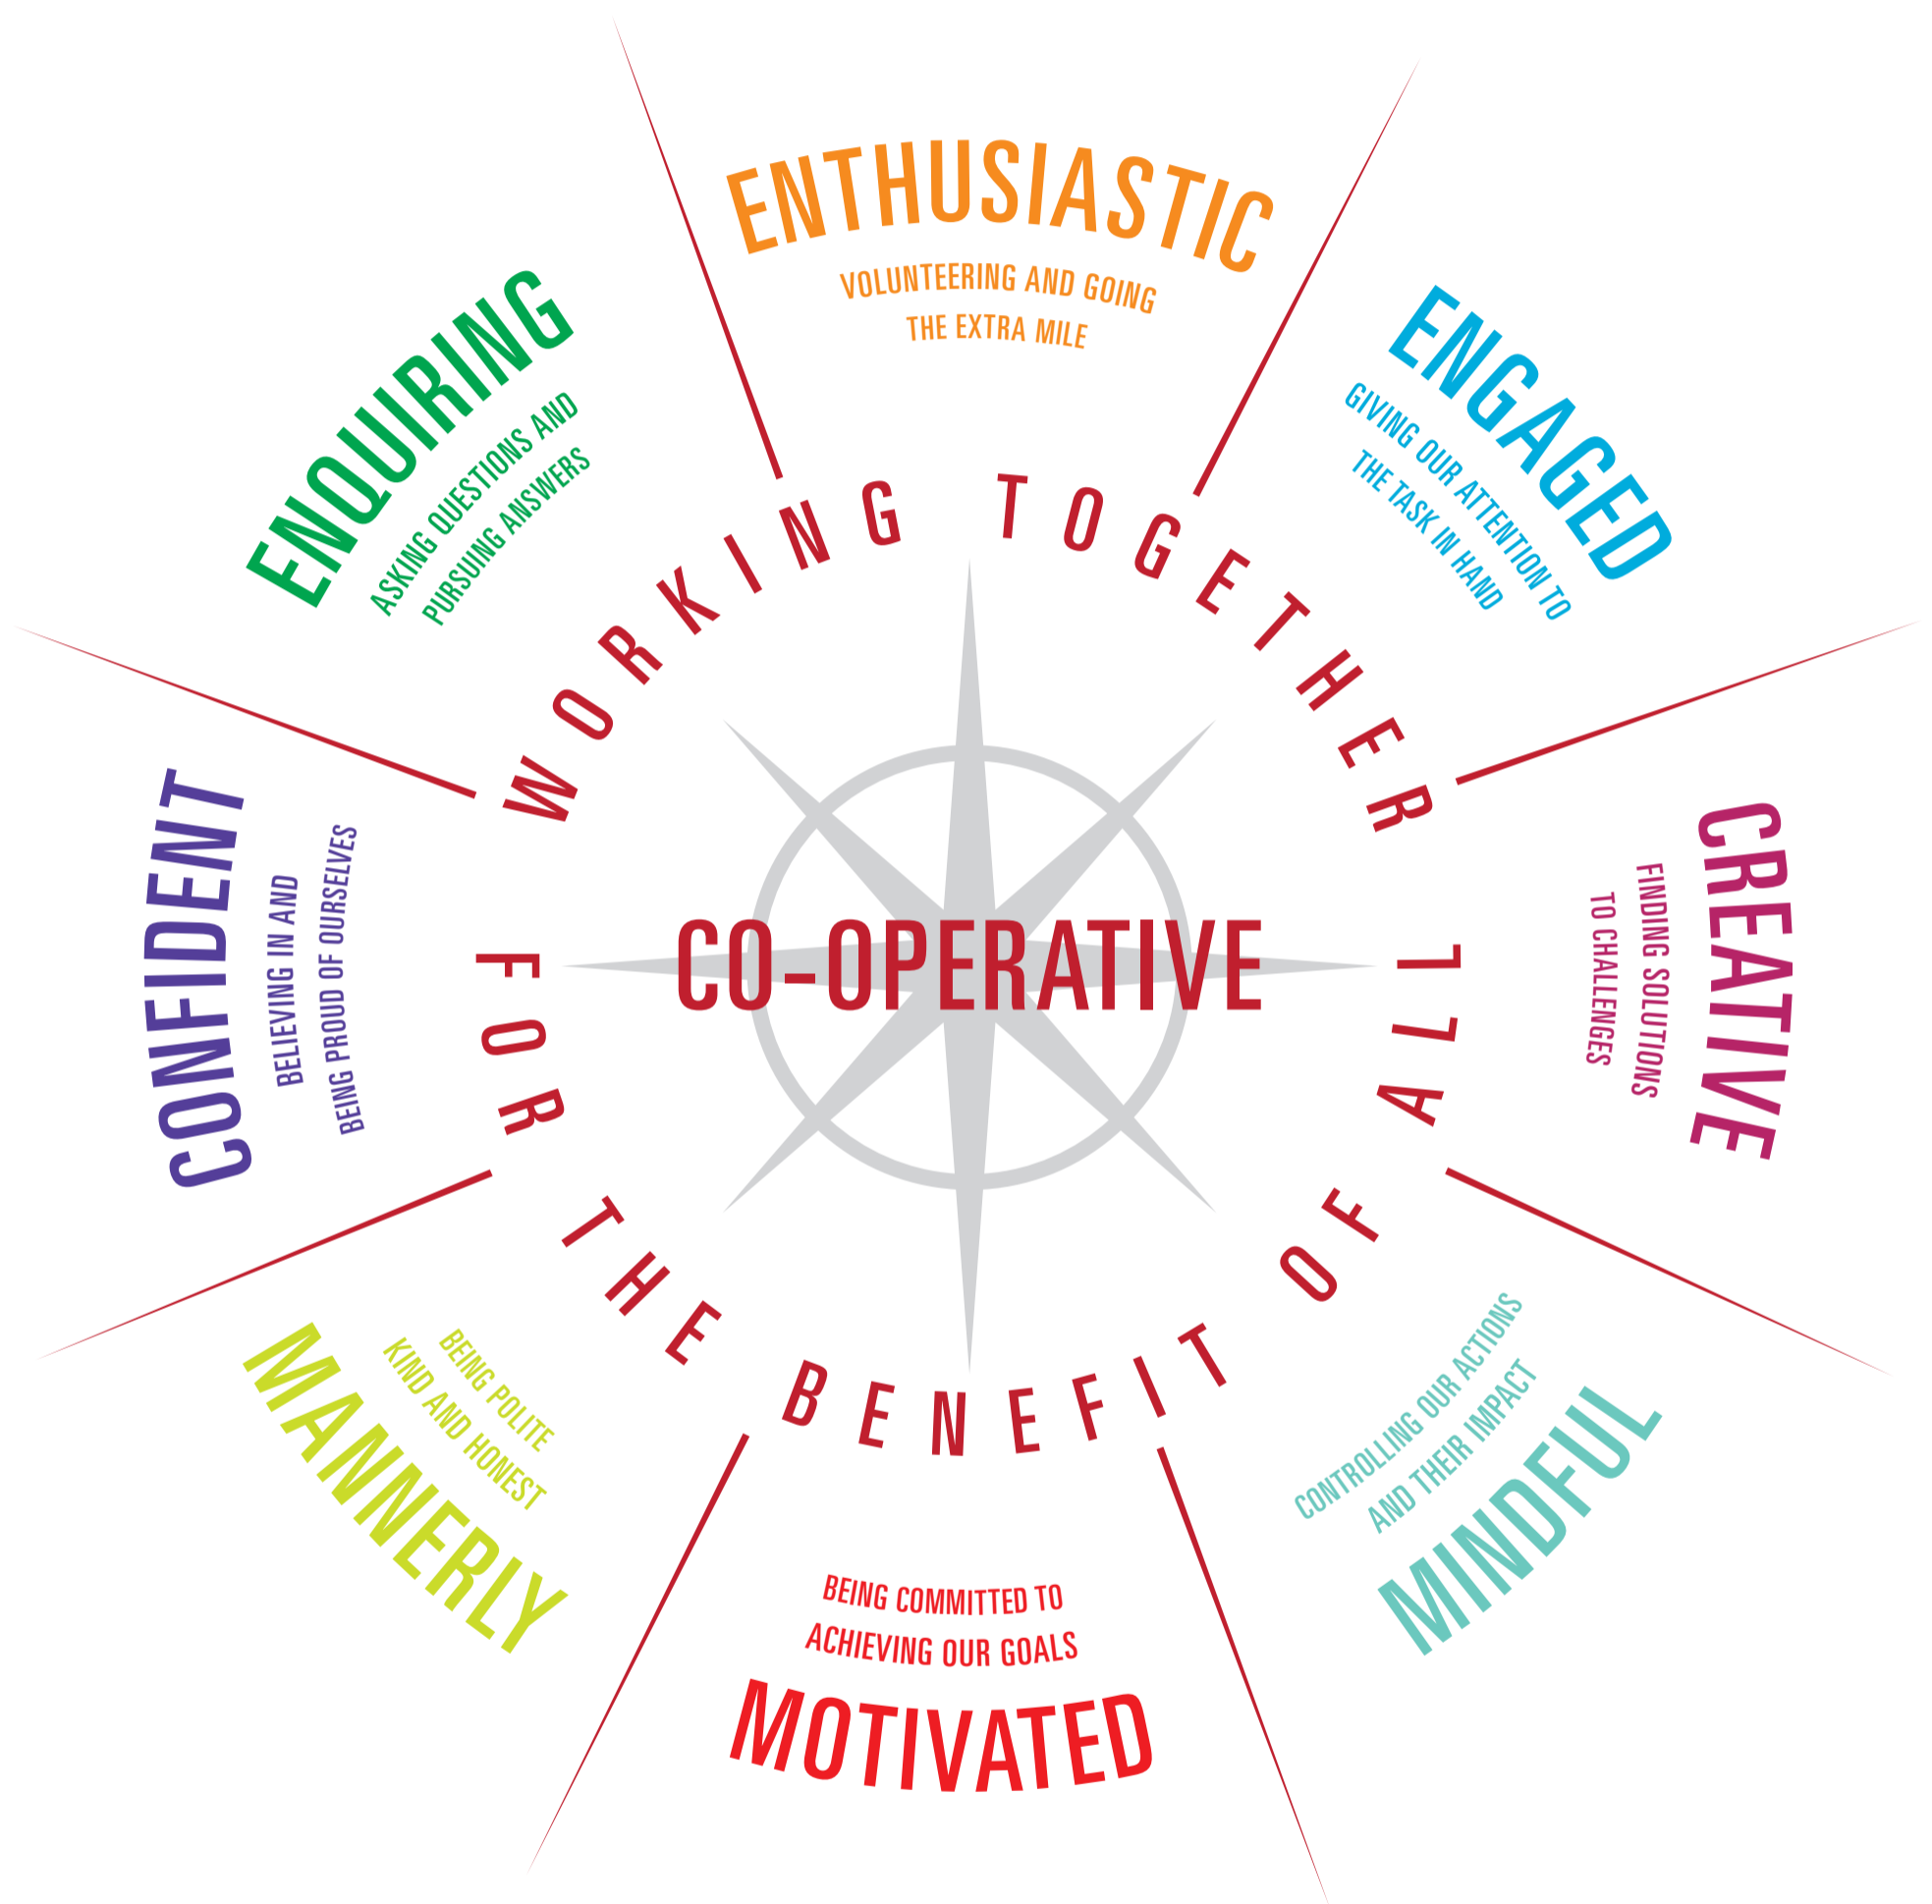 ENTHUSIASTIC
VOLUNTEERING AND GOING
THE EXTRA MILE
ENGAGED
GIVING OUR ATTENTION TO
THE TASK IN HAND
CREATIVE
FINDING SOLUTIONS
TO CHALLENGES
CONTROLLING OUR ACTIONS
AND THEIR IMPACT
MINDFUL
BEING COMMITTED TO
ACHIEVING OUR GOALS
MOTIVATED
BEING POLITE
KIND AND HONEST
MANNERLY
CONFIDENT
BELIEVING IN AND
BEING PROUD OF OURSELVES
ENQUIRING
ASKING QUESTIONS AND
PURSUING ANSWERS
WORKING TOGETHER
FOR THE BENEFIT OF ALL
CO-OPERATIVE